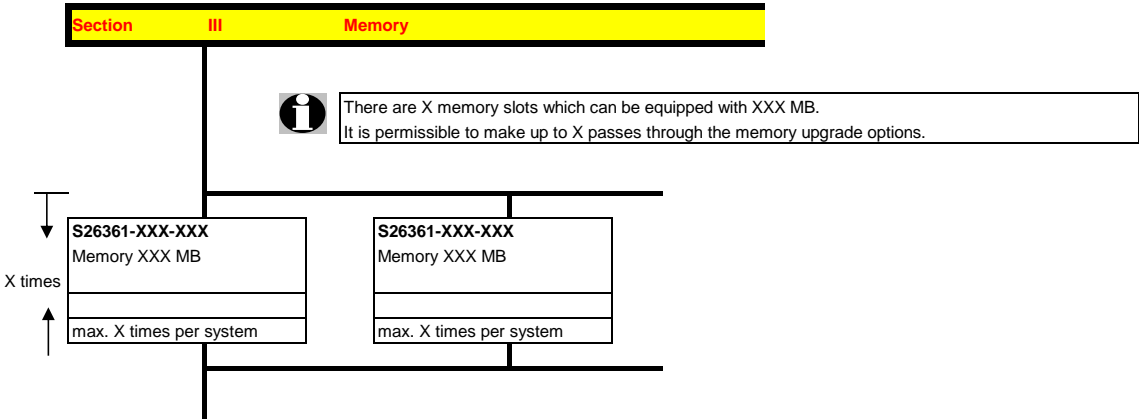 Section III Memory
There are X memory slots which can be equipped with XXX MB.
It is permissible to make up to X passes through the memory upgrade options.
S26361-XXX-XXX
Memory XXX MB
S26361-XXX-XXX
Memory XXX MB
X times
max. X times per system
max. X times per system